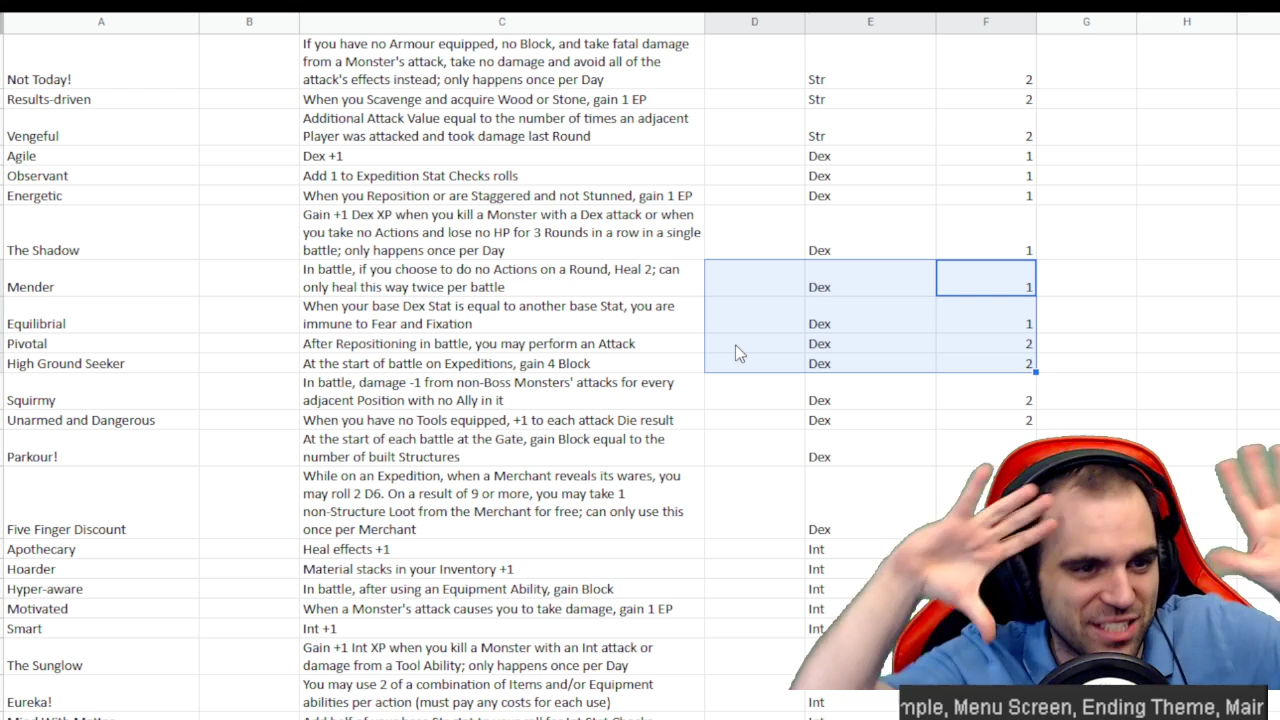 A B C D E F G H
If you have no Armour equipped, no Block, and take fatal damage
from a Monster's attack, take no damage and avoid all of the
Not Today! attack's effects instead; only happens once per Day Str 2
Results-driven When you Scavenge and acquire Wood or Stone, gain 1 EP Str 2
Additional Attack Value equal to the number of times an adjacent
Vengeful Player was attacked and took damage last Round Str 2
Agile Dex +1 Dex 1
Observant Add 1 to Expedition Stat Checks rolls Dex 1
Energetic When you Reposition or are Staggered and not Stunned, gain 1 EP Dex 1
Gain +1 Dex XP when you kill a Monster with a Dex attack or when
you take no Actions and lose no HP for 3 Rounds in a row in a single
The Shadow battle; only happens once per Day Dex 1
In battle, if you choose to do no Actions on a Round, Heal 2; can
Mender only heal this way twice per battle Dex 1
When your base Dex Stat is equal to another base Stat, you are
Equilibrial immune to Fear and Fixation Dex 1
Pivotal After Repositioning in battle, you may perform an Attack Dex 2
High Ground Seeker At the start of battle on Expeditions, gain 4 Block Dex 2
In battle, damage -1 from non-Boss Monsters' attacks for every
Squirmy adjacent Position with no Ally in it Dex 2
Unarmed and Dangerous When you have no Tools equipped, +1 to each attack Die result Dex 2
At the start of each battle at the Gate, gain Block equal to the
Parkour! number of built Structures Dex
While on an Expedition, when a Merchant reveals its wares, you
may roll 2 D6. On a result of 9 or more, you may take 1
non-Structure Loot from the Merchant for free; can only use this
Five Finger Discount once per Merchant Dex
Apothecary Heal effects +1 Int
Hoarder Material stacks in your Inventory +1 Int
Hyper-aware In battle, after using an Equipment Ability, gain Block Int
Motivated When a Monster's attack causes you to take damage, gain 1 EP Int
Smart Int +1 Int
Gain +1 Int XP when you kill a Monster with an Int attack or
The Sunglow damage from a Tool Ability; only happens once per Day Int
You may use 2 of a combination of Items and/or Equipment
Eureka! abilities per action (must pay any costs for each use) Int
mple, Menu Screen, Ending Theme, Mair